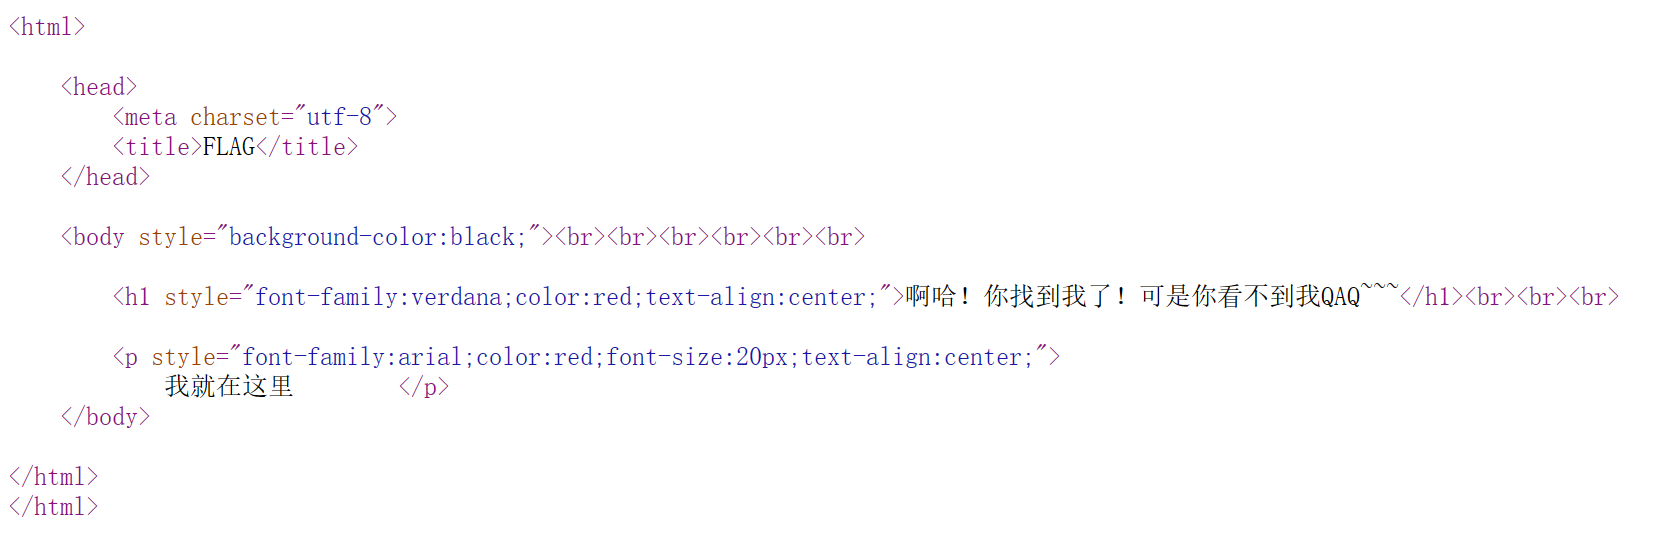 <html>
<head>
<meta charset="utf-8">
<title>FLAG</title>
</head>
<body style="background-color:black;"><br><br><br><br><br><br>
<h1 style="font-family:verdana;color:red;text-align:center;">啊哈！你找到我了！可是你看不到我QAQ~~~</h1><br><br><br>
<p style="font-family:arial;color:red;font-size:20px;text-align:center;">
我就在这里        </p>
</body>
</html>
</html>